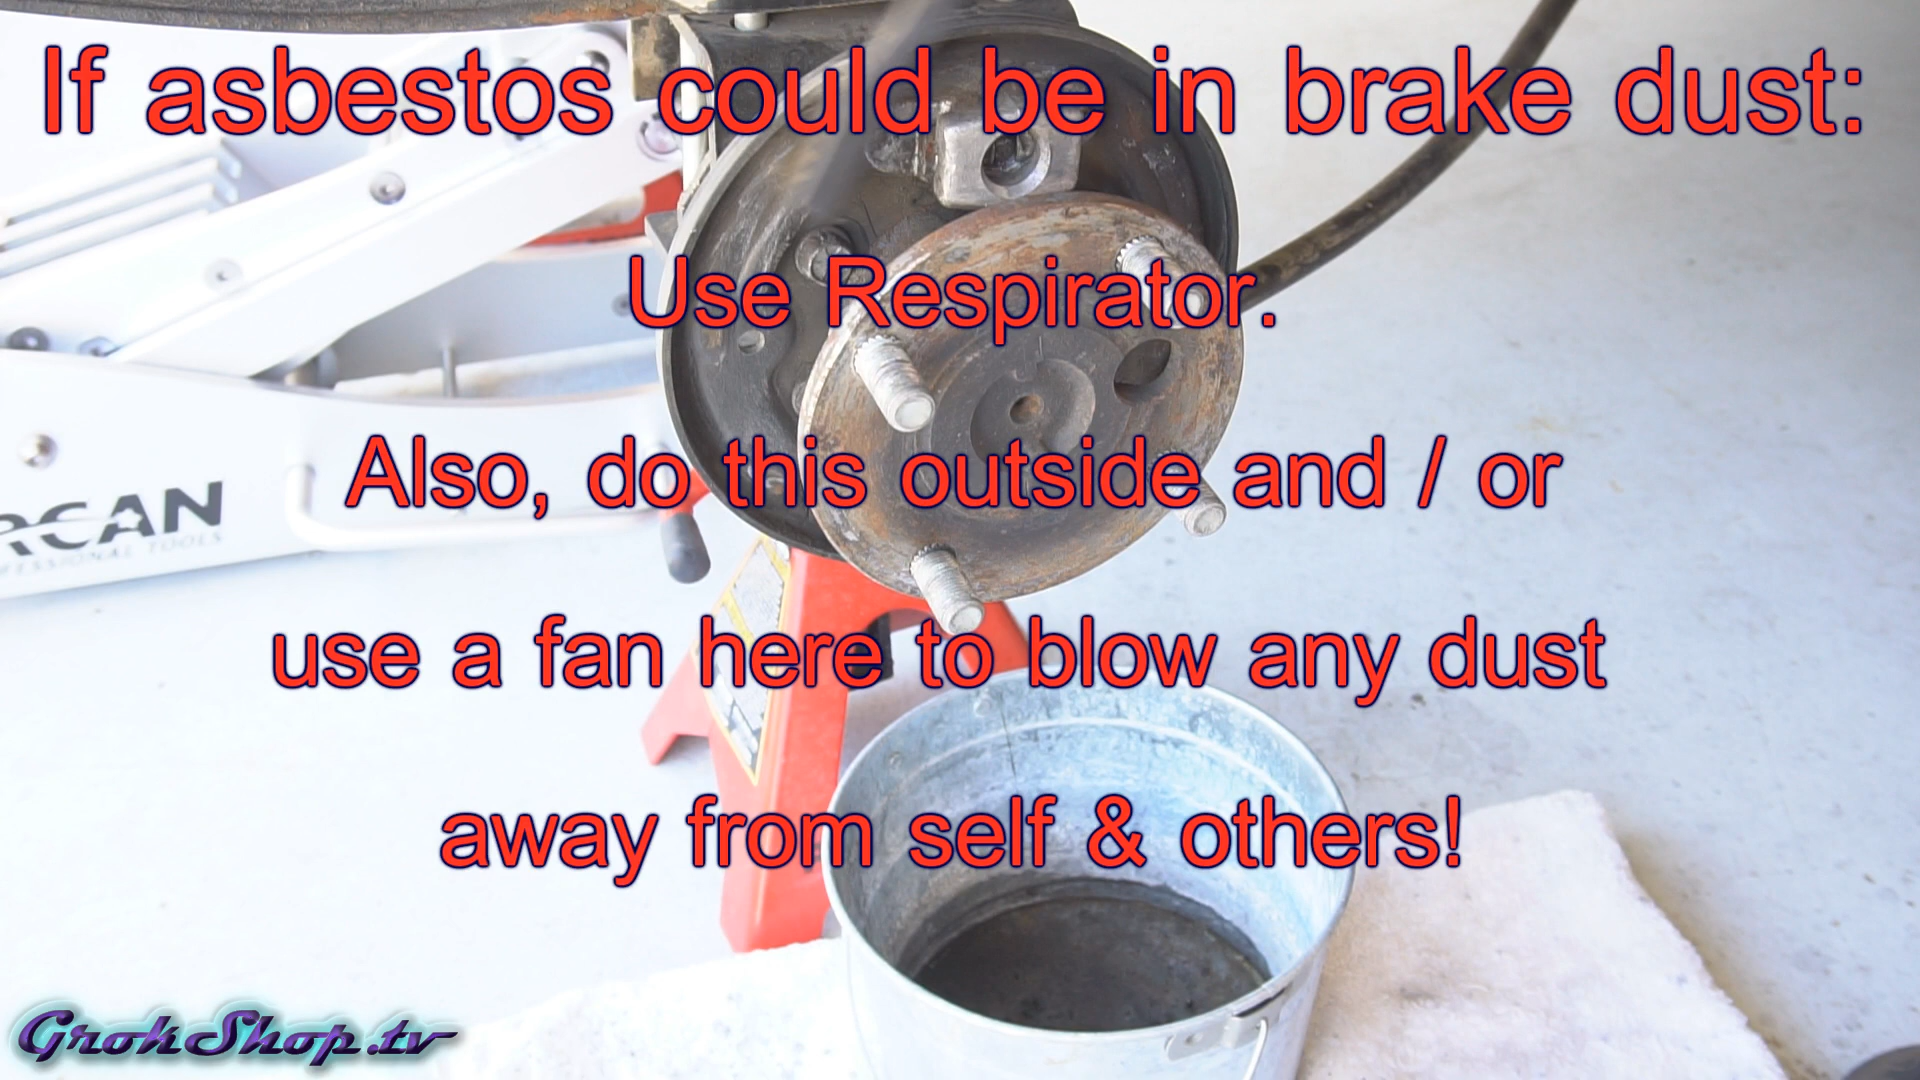 If asbestos could be in brake dust:
Use Respirator.
Also, do this outside and / or
use a fan here to blow any dust
away from self & others!
RCAN
GrokShop.tv